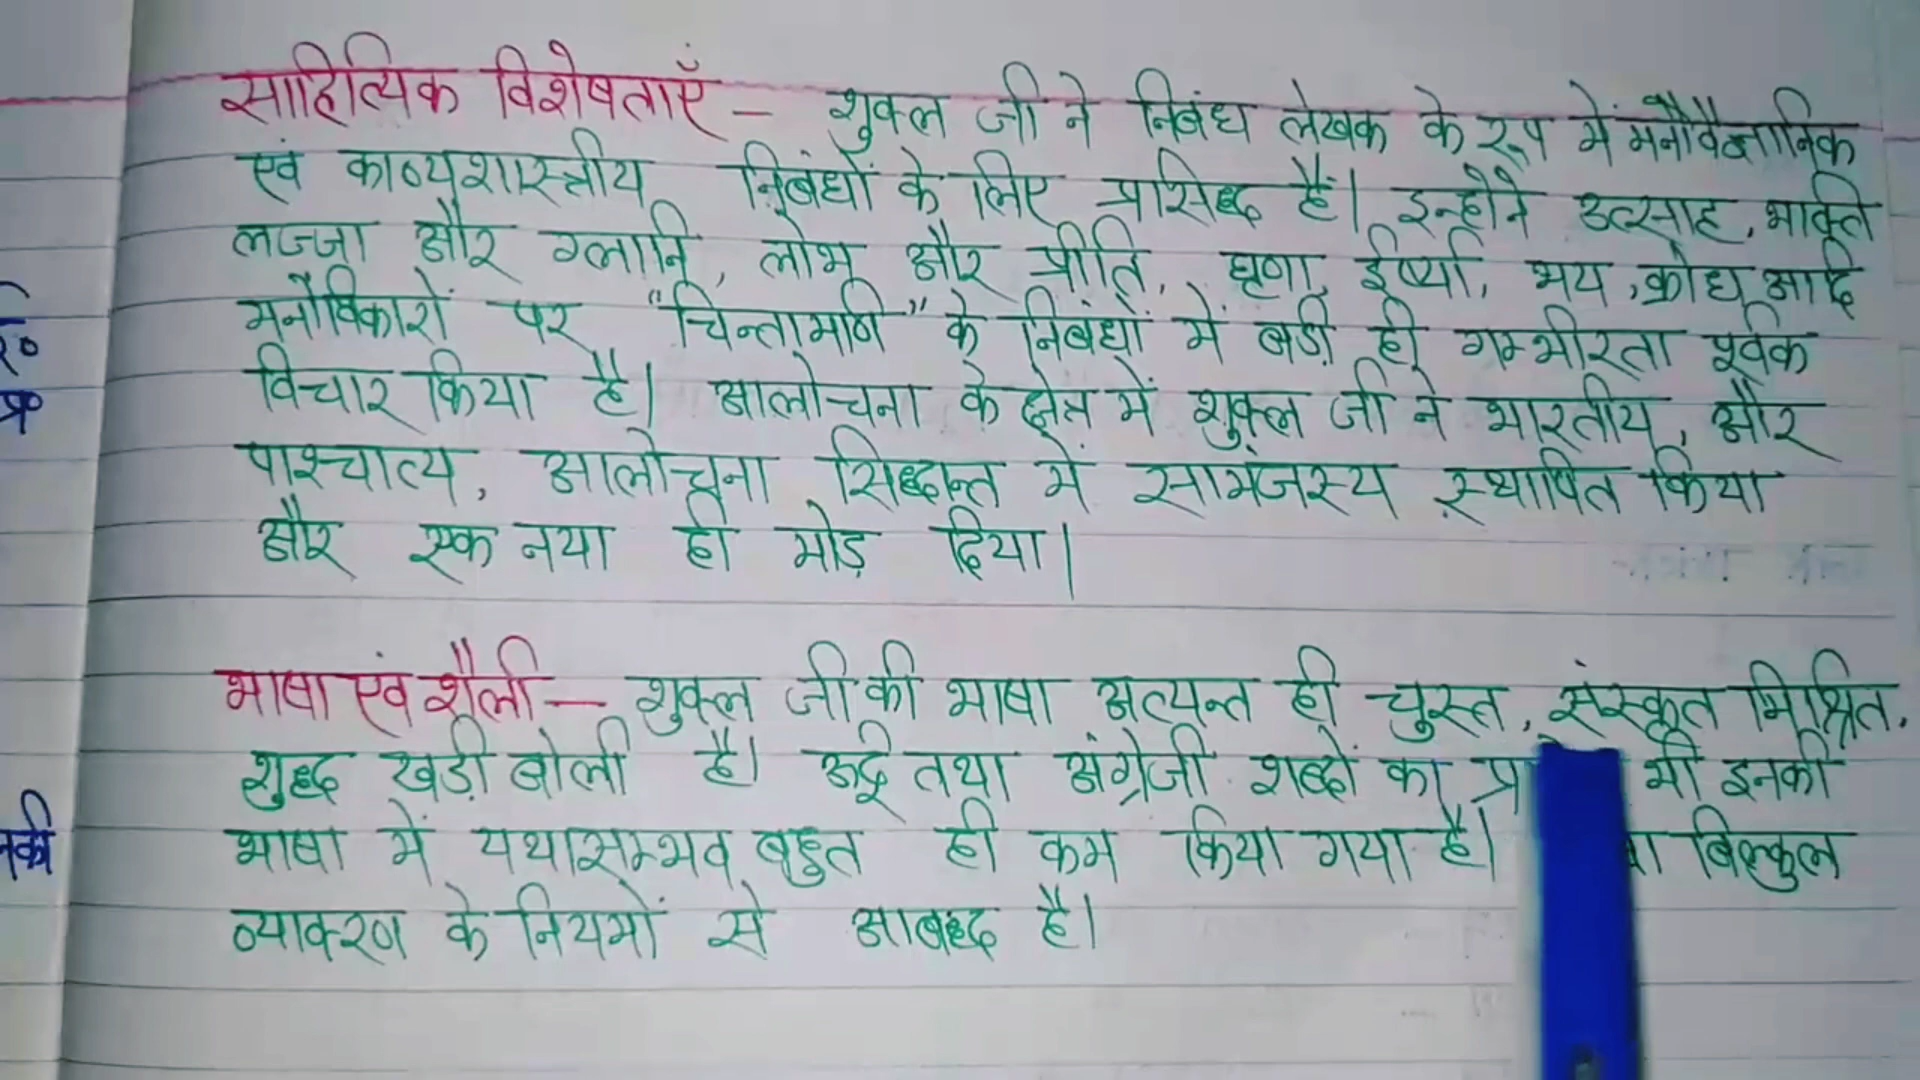 साहित्यिक विशेषताएँ — शुक्ल जी ने निबंध लेखक के रूप में मनोवैज्ञानिक
एवं काव्यशास्त्रीय निबंधों के लिए प्रसिद्ध हैं। इन्होंने उत्साह, भक्ति
लज्जा और ग्लानि, लोभ और प्रीति, घृणा, ईर्ष्या, भय, क्रोध आदि
मनोविकारों पर "चिन्तामणि" के निबंधों में बड़ी ही गम्भीरता पूर्वक
विचार किया है। आलोचना के क्षेत्र में शुक्ल जी ने भारतीय, और
पाश्चात्य, आलोचना सिद्धान्त में सामंजस्य स्थापित किया
और एक नया ही मोड़ दिया।
भाषा एंव शैली — शुक्ल जी की भाषा अत्यन्त ही चुस्त, संस्कृत मिश्रित,
शुद्ध खड़ी बोली है। उर्दू तथा अंग्रेजी शब्दों का भी इनकी
भाषा में यथासम्भव बहुत ही कम किया गया है। बिल्कुल
व्याकरण के नियमों से आबद्ध है।